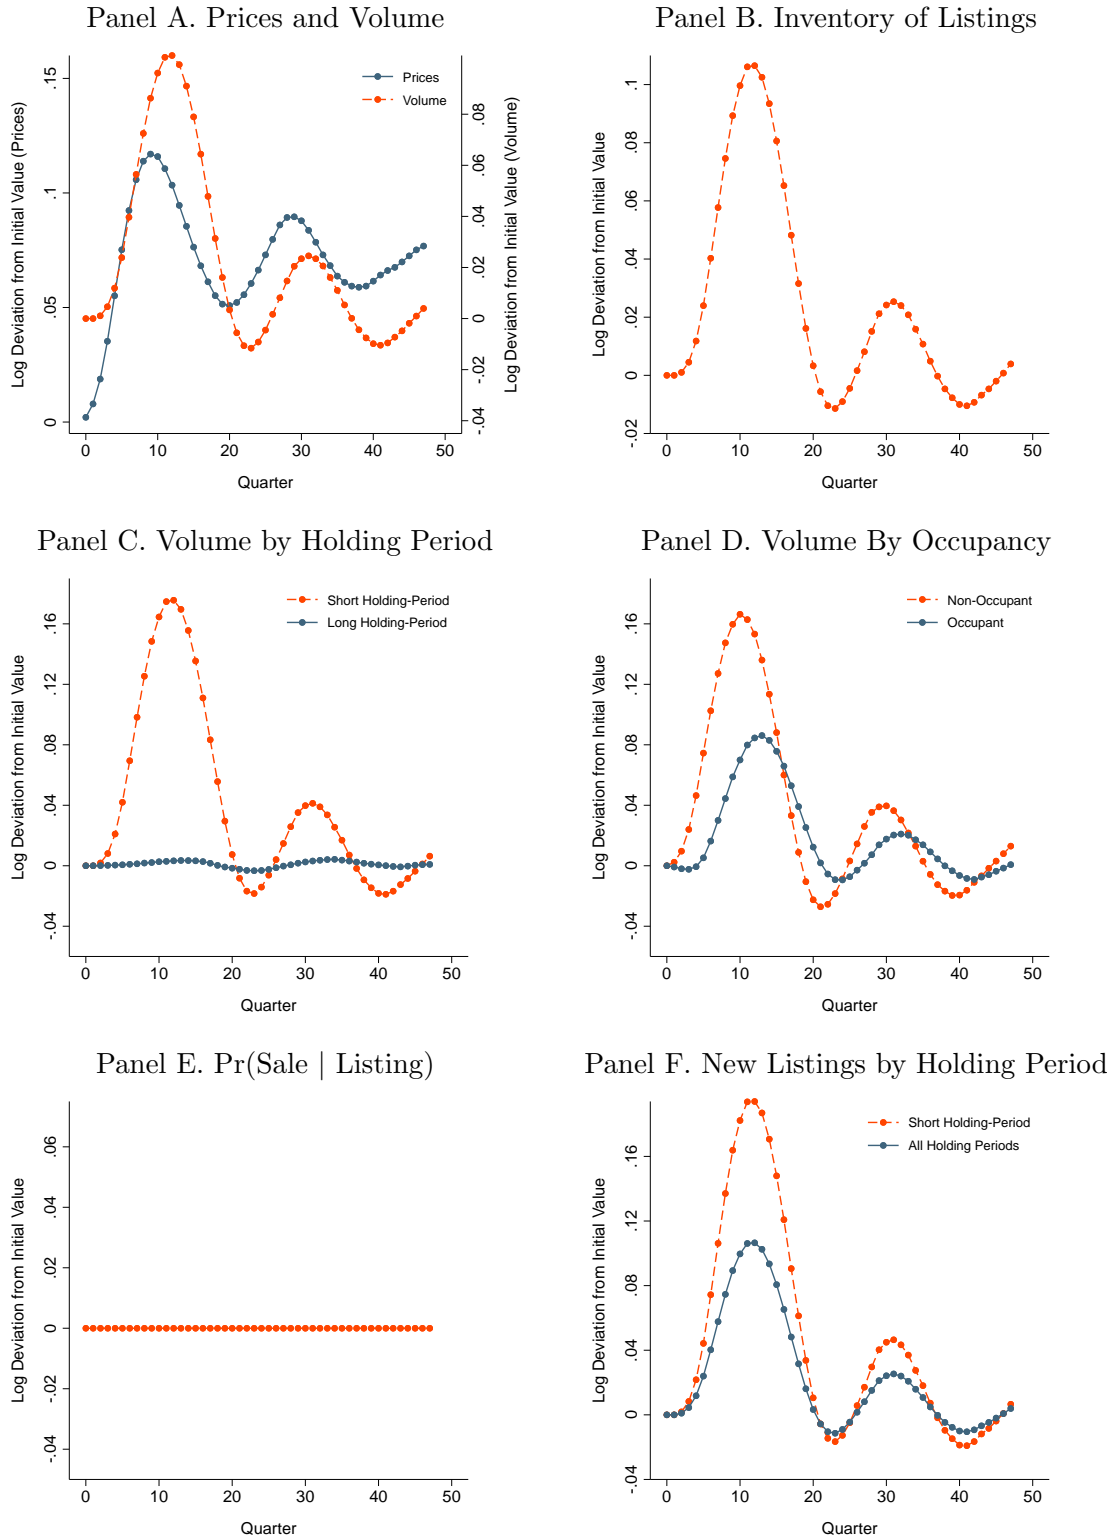 Panel A. Prices and Volume
Log Deviation from Initial Value (Prices)
.15
.1
.05
0
Prices
Volume
.08
.06
.04
.02
0
-.02
-.04
Log Deviation from Initial Value (Volume)
0 10 20 30 40 50
Quarter
Panel B. Inventory of Listings
Log Deviation from Initial Value
.1
.08
.06
.04
.02
0
-.02
0 10 20 30 40 50
Quarter
Panel C. Volume by Holding Period
Log Deviation from Initial Value
.16
.12
.08
.04
0
-.04
Short Holding-Period
Long Holding-Period
0 10 20 30 40 50
Quarter
Panel D. Volume By Occupancy
Log Deviation from Initial Value
.16
.12
.08
.04
0
-.04
Non-Occupant
Occupant
0 10 20 30 40 50
Quarter
Panel E. Pr(Sale | Listing)
Log Deviation from Initial Value
.06
.04
.02
0
-.02
-.04
0 10 20 30 40 50
Quarter
Panel F. New Listings by Holding Period
Log Deviation from Initial Value
.16
.12
.08
.04
0
-.04
Short Holding-Period
All Holding Periods
0 10 20 30 40 50
Quarter